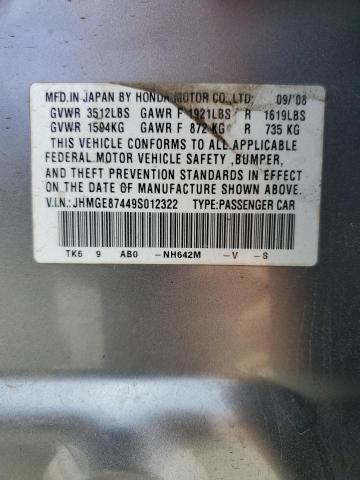 MFD.IN JAPAN BY HONDA MOTOR CO.,LTD. 09/'08
GVWR 3512LBS GAWR F 1921LBS R 1619LBS
GVWR 1594KG GAWR F 872 KG R 735 KG
THIS VEHICLE CONFORMS TO ALL APPLICABLE
FEDERAL MOTOR VEHICLE SAFETY ,BUMPER,
AND THEFT PREVENTION STANDARDS IN EFFECT
ON THE DATE OF MANUFACTURE SHOWN ABOVE.
V.I.N:JHMGE87449S012322 TYPE:PASSENGER CAR
TK6 9 AB0 -NH642M -V -S